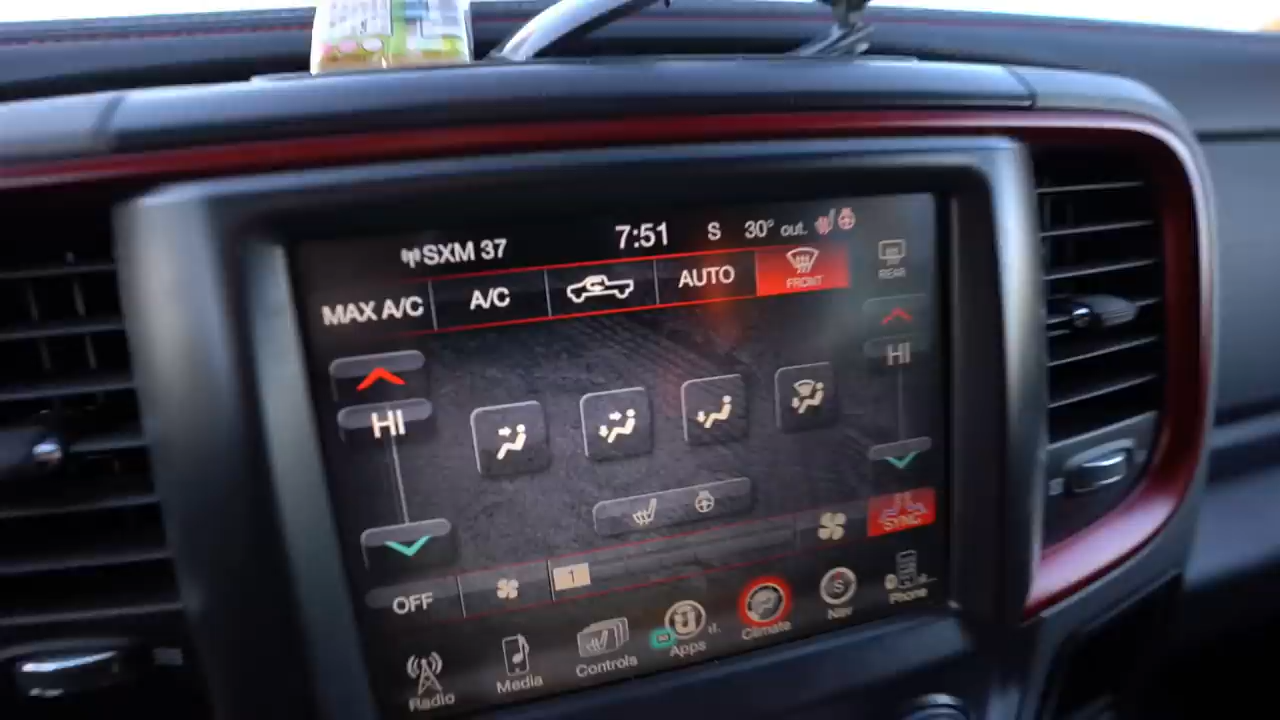 SXM 37 7:51 S 30° out.
MAX A/C A/C AUTO FRONT REAR
HI HI
SYNC
OFF 1
Radio Media Controls Apps Climate Nav Phone